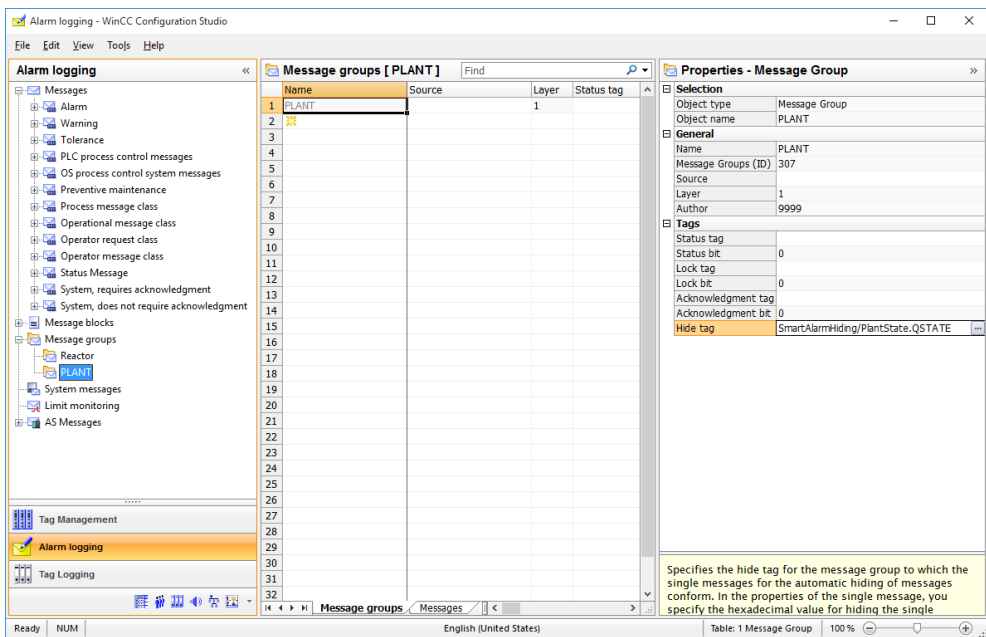 Alarm logging - WinCC Configuration Studio
File Edit View Tools Help
Alarm logging «
Messages
Alarm
Warning
Tolerance
PLC process control messages
OS process control system messages
Preventive maintenance
Process message class
Operational message class
Operator request class
Operator message class
Status Message
System, requires acknowledgment
System, does not require acknowledgment
Message blocks
Message groups
Reactor
PLANT
System messages
Limit monitoring
AS Messages
Tag Management
Alarm logging
Tag Logging
Message groups [ PLANT ] Find
Name Source Layer Status tag
1 PLANT 1
2
3
4
5
6
7
8
9
10
11
12
13
14
15
16
17
18
19
20
21
22
23
24
25
26
27
28
29
30
31
32
Message groups Messages
Properties - Message Group »
Selection
Object type Message Group
Object name PLANT
General
Name PLANT
Message Groups (ID) 307
Source
Layer 1
Author 9999
Tags
Status tag
Status bit 0
Lock tag
Lock bit 0
Acknowledgment tag
Acknowledgment bit 0
Hide tag SmartAlarmHiding/PlantState.QSTATE ...
Specifies the hide tag for the message group to which the
single messages for the automatic hiding of messages
conform. In the properties of the single message, you
specify the hexadecimal value for hiding the single
Ready NUM English (United States) Table: 1 Message Group 100 %